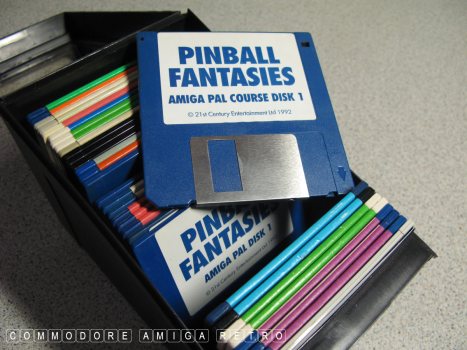 PINBALL
FANTASIES
AMIGA PAL COURSE DISK 1
© 21st Century Entertainment Ltd 1992
PINBALL
FANTASIES
AMIGA PAL DISK 1
COMMODORE AMIGA RETRO